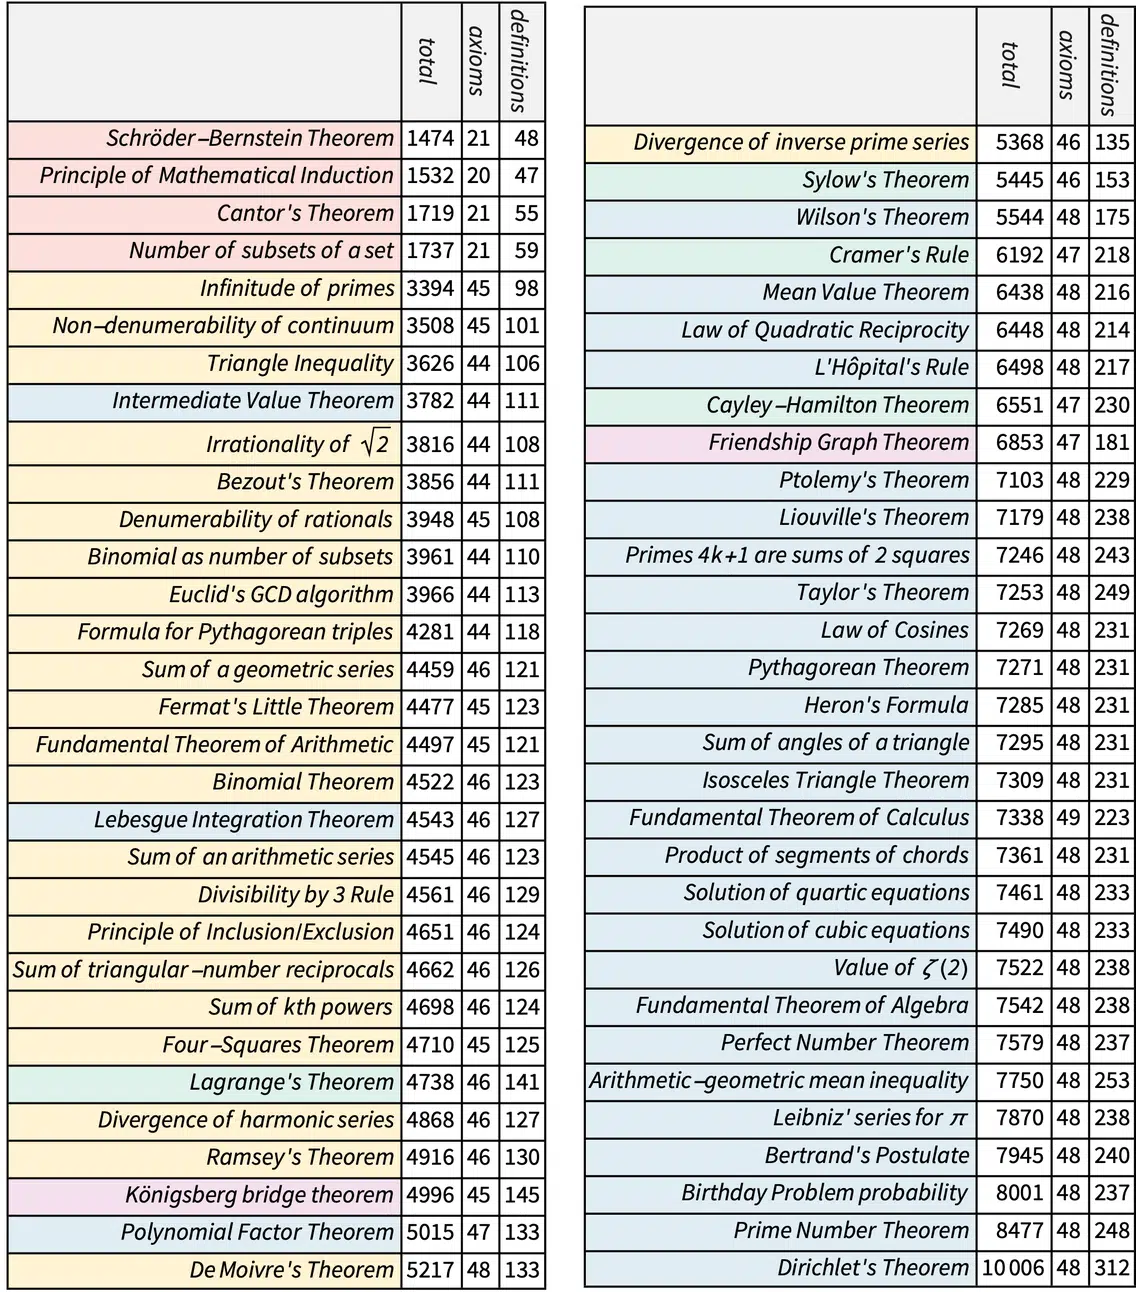 total axioms definitions
Schröder–Bernstein Theorem 1474 21 48
Principle of Mathematical Induction 1532 20 47
Cantor's Theorem 1719 21 55
Number of subsets of a set 1737 21 59
Infinitude of primes 3394 45 98
Non–denumerability of continuum 3508 45 101
Triangle Inequality 3626 44 106
Intermediate Value Theorem 3782 44 111
Irrationality of √2 3816 44 108
Bezout's Theorem 3856 44 111
Denumerability of rationals 3948 45 108
Binomial as number of subsets 3961 44 110
Euclid's GCD algorithm 3966 44 113
Formula for Pythagorean triples 4281 44 118
Sum of a geometric series 4459 46 121
Fermat's Little Theorem 4477 45 123
Fundamental Theorem of Arithmetic 4497 45 121
Binomial Theorem 4522 46 123
Lebesgue Integration Theorem 4543 46 127
Sum of an arithmetic series 4545 46 123
Divisibility by 3 Rule 4561 46 129
Principle of Inclusion/Exclusion 4651 46 124
Sum of triangular–number reciprocals 4662 46 126
Sum of kth powers 4698 46 124
Four–Squares Theorem 4710 45 125
Lagrange's Theorem 4738 46 141
Divergence of harmonic series 4868 46 127
Ramsey's Theorem 4916 46 130
Königsberg bridge theorem 4996 45 145
Polynomial Factor Theorem 5015 47 133
De Moivre's Theorem 5217 48 133
total axioms definitions
Divergence of inverse prime series 5368 46 135
Sylow's Theorem 5445 46 153
Wilson's Theorem 5544 48 175
Cramer's Rule 6192 47 218
Mean Value Theorem 6438 48 216
Law of Quadratic Reciprocity 6448 48 214
L'Hôpital's Rule 6498 48 217
Cayley–Hamilton Theorem 6551 47 230
Friendship Graph Theorem 6853 47 181
Ptolemy's Theorem 7103 48 229
Liouville's Theorem 7179 48 238
Primes 4k+1 are sums of 2 squares 7246 48 243
Taylor's Theorem 7253 48 249
Law of Cosines 7269 48 231
Pythagorean Theorem 7271 48 231
Heron's Formula 7285 48 231
Sum of angles of a triangle 7295 48 231
Isosceles Triangle Theorem 7309 48 231
Fundamental Theorem of Calculus 7338 49 223
Product of segments of chords 7361 48 231
Solution of quartic equations 7461 48 233
Solution of cubic equations 7490 48 233
Value of ζ(2) 7522 48 238
Fundamental Theorem of Algebra 7542 48 238
Perfect Number Theorem 7579 48 237
Arithmetic–geometric mean inequality 7750 48 253
Leibniz' series for π 7870 48 238
Bertrand's Postulate 7945 48 240
Birthday Problem probability 8001 48 237
Prime Number Theorem 8477 48 248
Dirichlet's Theorem 10 006 48 312